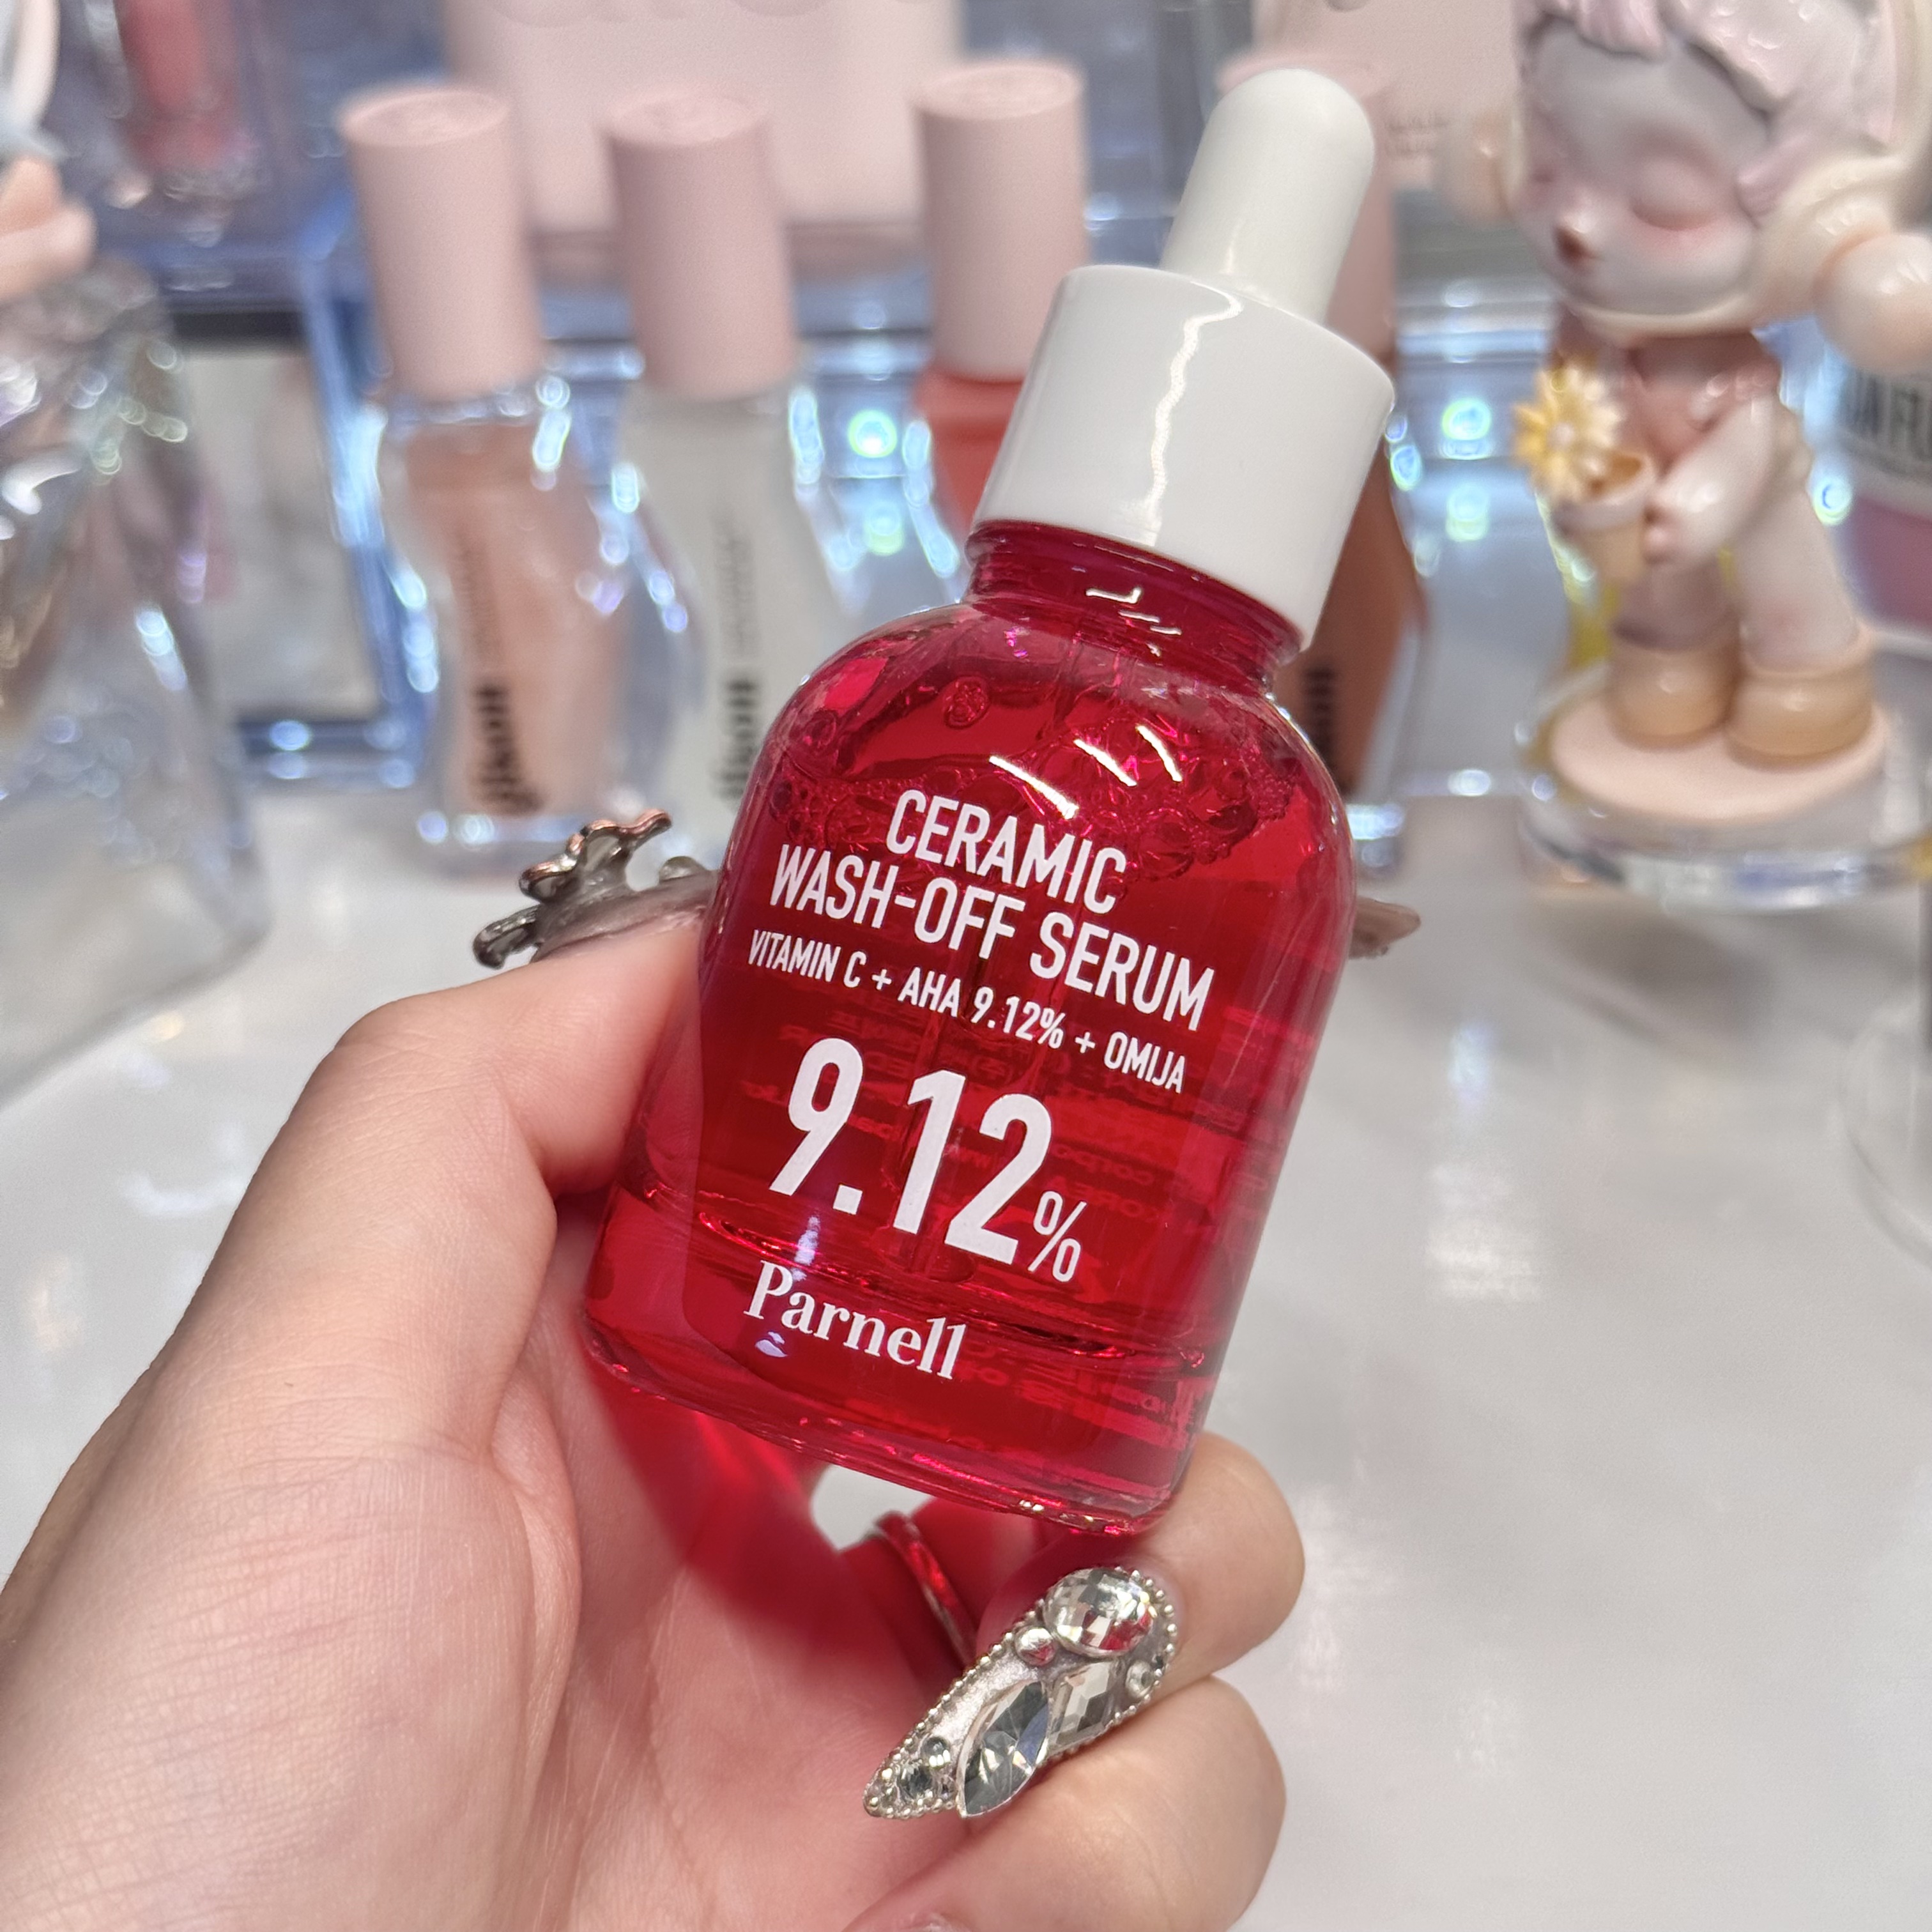 CERAMIC
WASH-OFF SERUM
VITAMIN C + AHA 9.12% + OMIJA
9.12%
Parnell